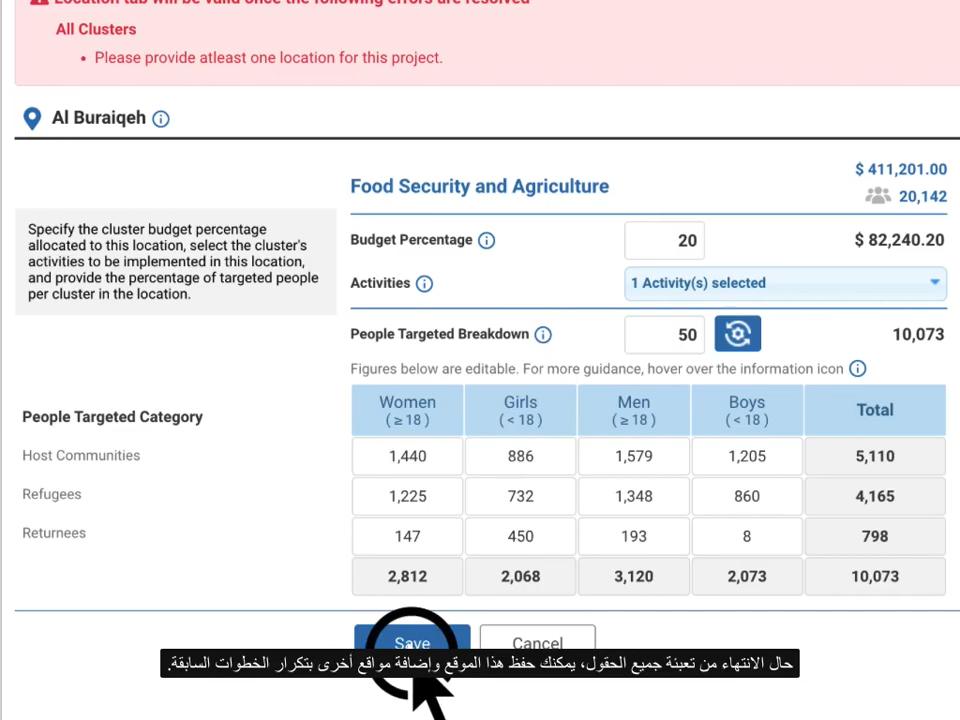 Location tab will be valid once the following errors are resolved
All Clusters
• Please provide atleast one location for this project.
Al Buraiqeh
$ 411,201.00
Food Security and Agriculture
20,142
Specify the cluster budget percentage
allocated to this location, select the cluster's
activities to be implemented in this location,
and provide the percentage of targeted people
per cluster in the location.
Budget Percentage 20 $ 82,240.20
Activities 1 Activity(s) selected
People Targeted Breakdown 50 10,073
Figures below are editable. For more guidance, hover over the information icon
People Targeted Category
Women Girls Men Boys Total
( ≥ 18 ) ( < 18 ) ( ≥ 18 ) ( < 18 )
Host Communities 1,440 886 1,579 1,205 5,110
Refugees 1,225 732 1,348 860 4,165
Returnees 147 450 193 8 798
2,812 2,068 3,120 2,073 10,073
Save Cancel
حال الانتهاء من تعبئة جميع الحقول، يمكنك حفظ هذا الموقع وإضافة مواقع أخرى بتكرار الخطوات السابقة.